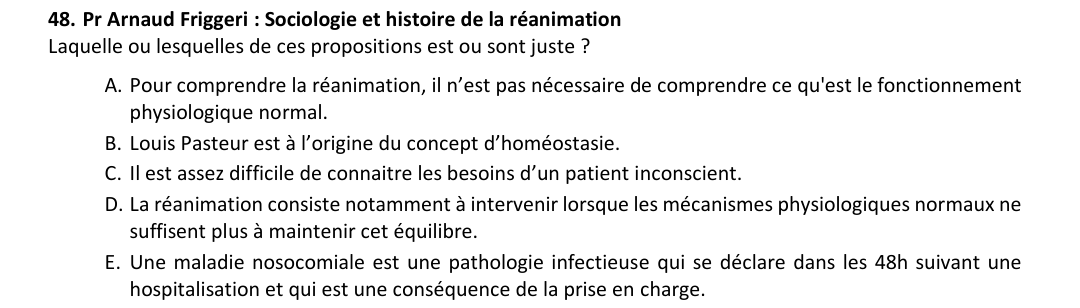 48. Pr Arnaud Friggeri : Sociologie et histoire de la réanimation
Laquelle ou lesquelles de ces propositions est ou sont juste ?
A. Pour comprendre la réanimation, il n’est pas nécessaire de comprendre ce qu'est le fonctionnement
physiologique normal.
B. Louis Pasteur est à l’origine du concept d’homéostasie.
C. Il est assez difficile de connaitre les besoins d’un patient inconscient.
D. La réanimation consiste notamment à intervenir lorsque les mécanismes physiologiques normaux ne
suffisent plus à maintenir cet équilibre.
E. Une maladie nosocomiale est une pathologie infectieuse qui se déclare dans les 48h suivant une
hospitalisation et qui est une conséquence de la prise en charge.